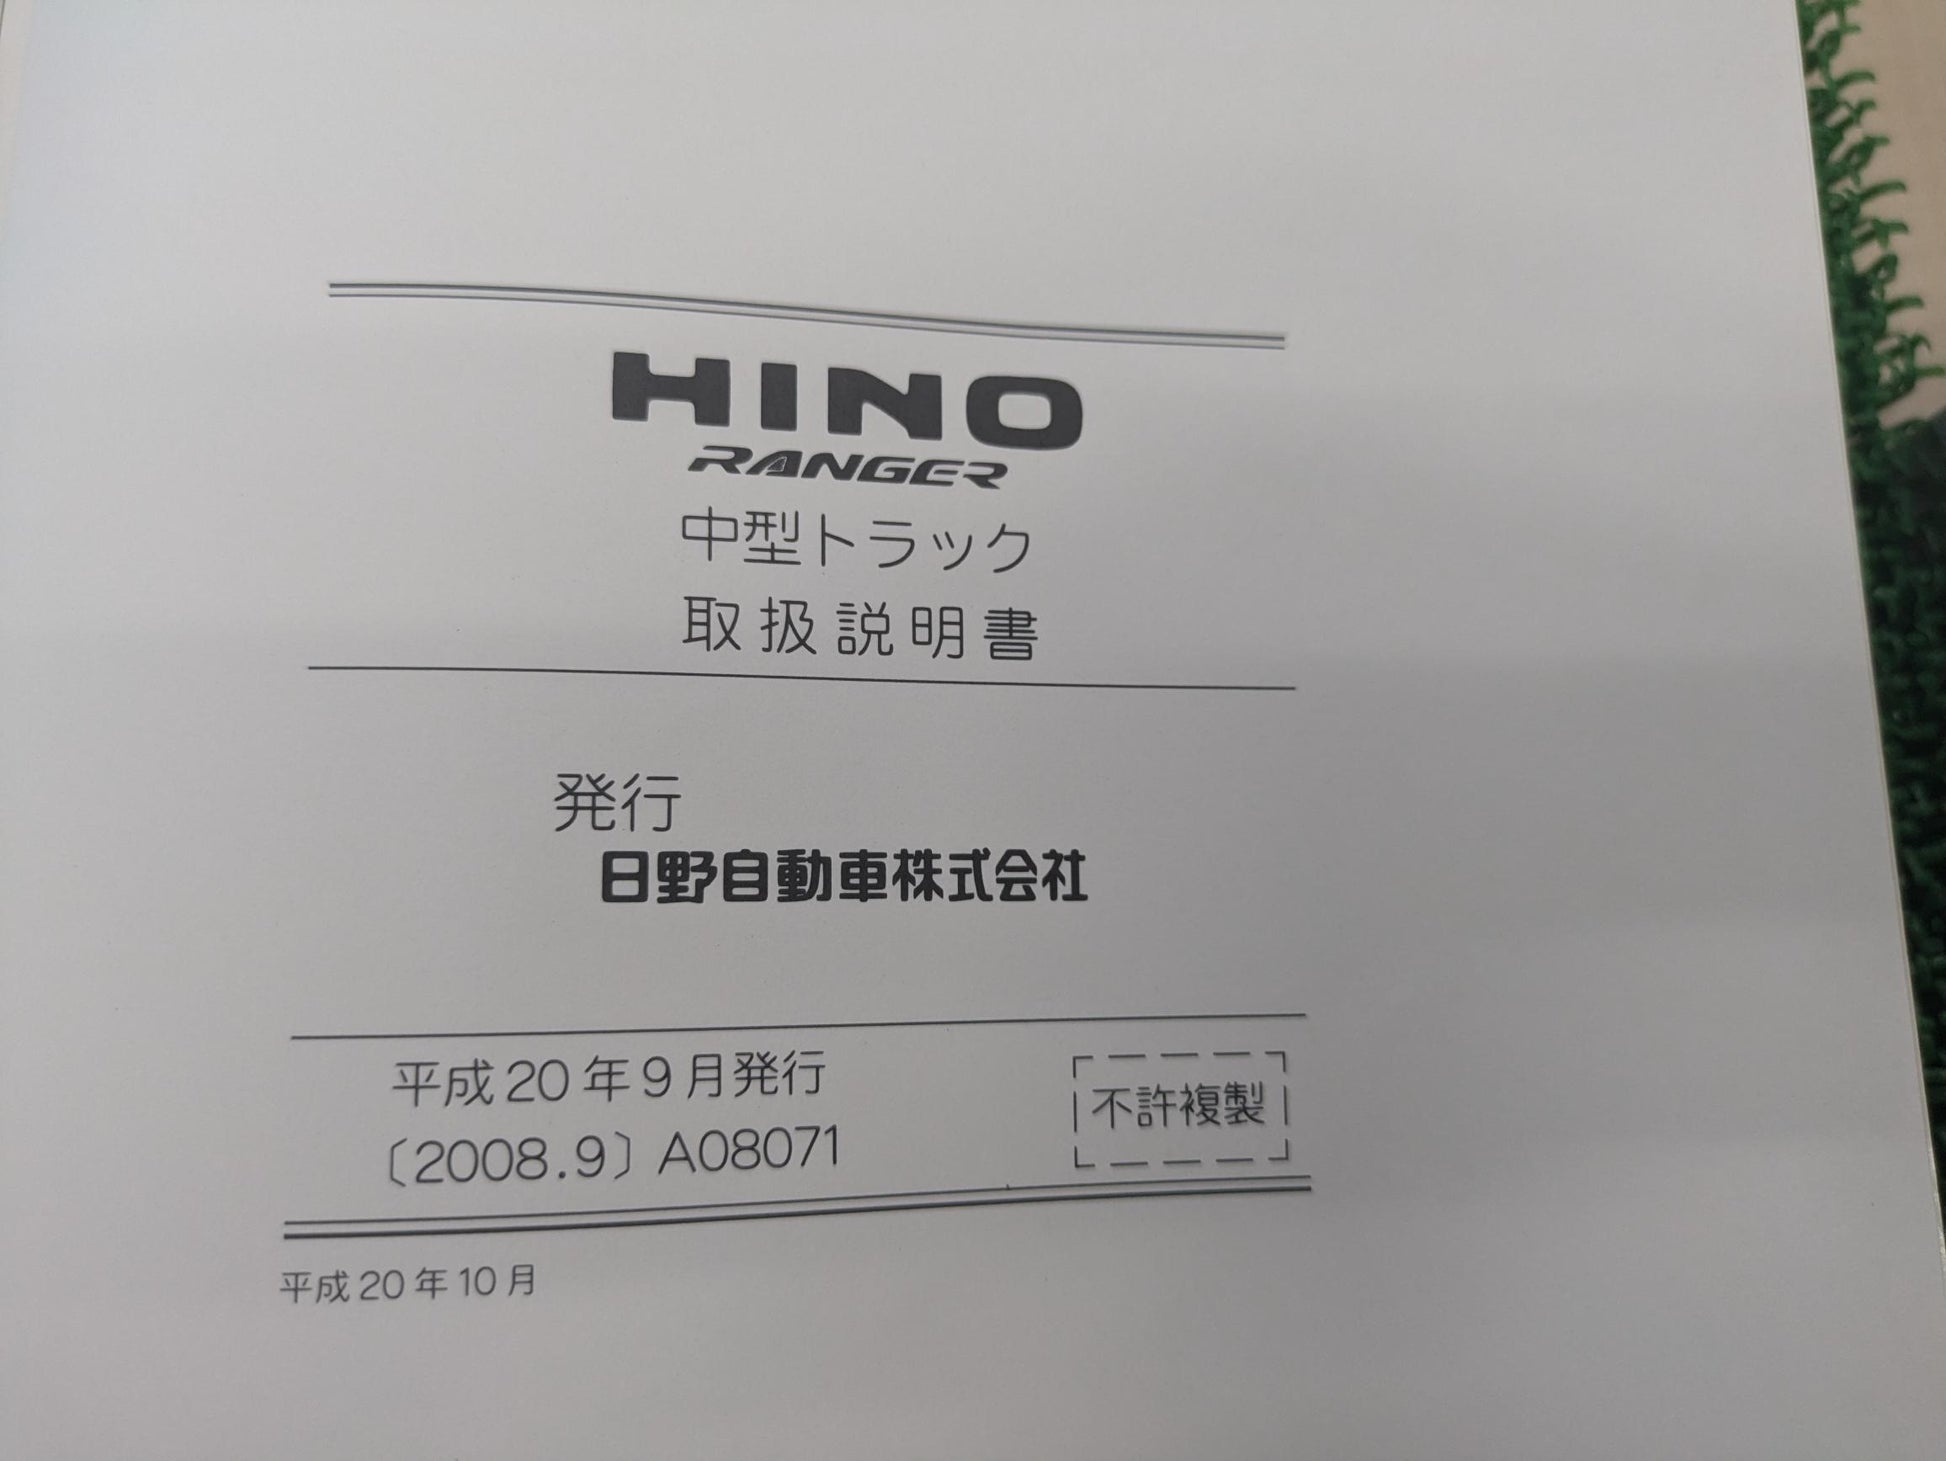 HINO
RANGER
中型トラック
取扱説明書
発行
日野自動車株式会社
平成20年9月発行
〔2008.9〕A08071
不許複製
平成20年10月